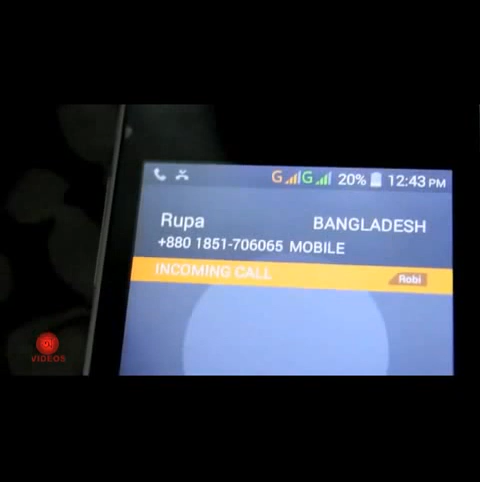 G G 20% 12:43 PM
Rupa BANGLADESH
+880 1851-706065 MOBILE
INCOMING CALL Robi
VIDEOS